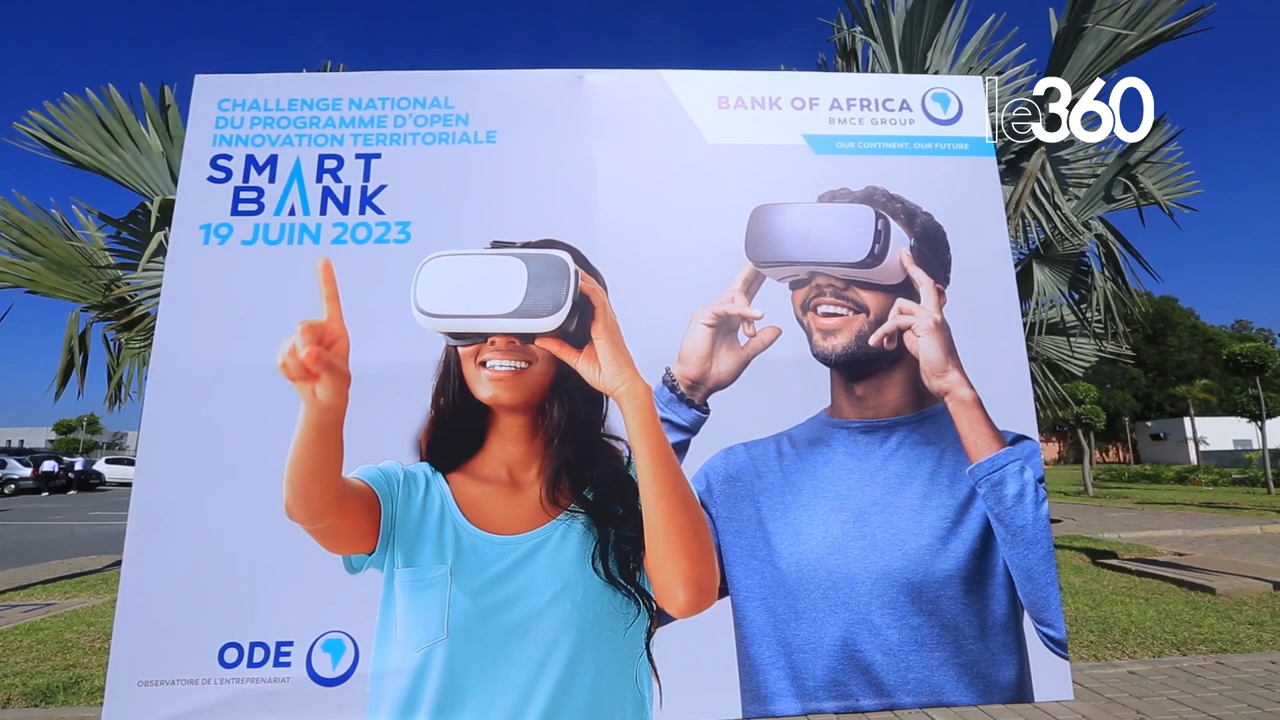 CHALLENGE NATIONAL
DU PROGRAMME D'OPEN
INNOVATION TERRITORIALE
SMART
BANK
19 JUIN 2023
BANK OF AFRICA
BMCE GROUP
OUR CONTINENT, OUR FUTURE
le360
ODE
OBSERVATOIRE DE L'ENTREPRENARIAT